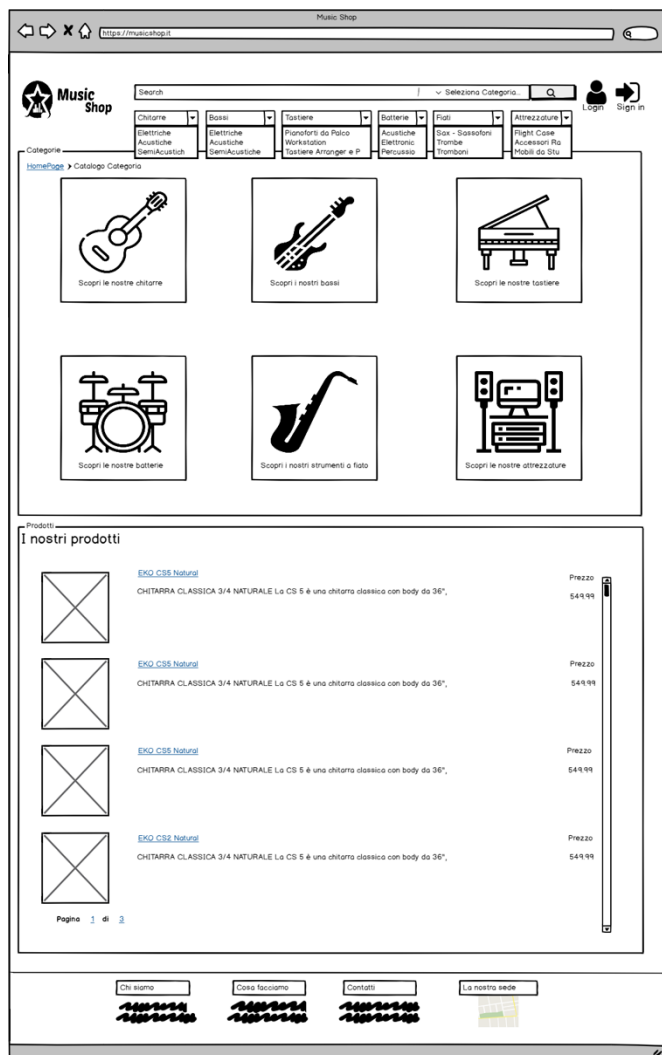 Music Shop
https://musicshop.it
Music
Shop
Search
Seleziona Categoria..
Login
Sign in
Chitarre
Bassi
Tastiere
Batterie
Fiati
Attrezzature
Elettriche
Acustiche
SemiAcustich
Elettriche
Acustiche
SemiAcustiche
Pianoforti da Palco
Workstation
Tastiere Arranger e P
Acustiche
Elettronic
Percussio
Sax - Sassofoni
Trombe
Tromboni
Flight Case
Accessori Ra
Mobili da Stu
Categorie
HomePage > Catalogo Categoria
Scopri le nostre chitarre
Scopri i nostri bassi
Scopri le nostre tastiere
Scopri le nostre batterie
Scopri i nostri strumenti a fiato
Scopri le nostre attrezzature
Prodotti
I nostri prodotti
EKO CS5 Natural
Prezzo
CHITARRA CLASSICA 3/4 NATURALE La CS 5 è una chitarra classica con body da 36",
549.99
EKO CS5 Natural
Prezzo
CHITARRA CLASSICA 3/4 NATURALE La CS 5 è una chitarra classica con body da 36",
549.99
EKO CS5 Natural
Prezzo
CHITARRA CLASSICA 3/4 NATURALE La CS 5 è una chitarra classica con body da 36",
549.99
EKO CS2 Natural
Prezzo
CHITARRA CLASSICA 3/4 NATURALE La CS 5 è una chitarra classica con body da 36",
549.99
Pagina 1 di 3
Chi siamo
Cosa facciamo
Contatti
La nostra sede